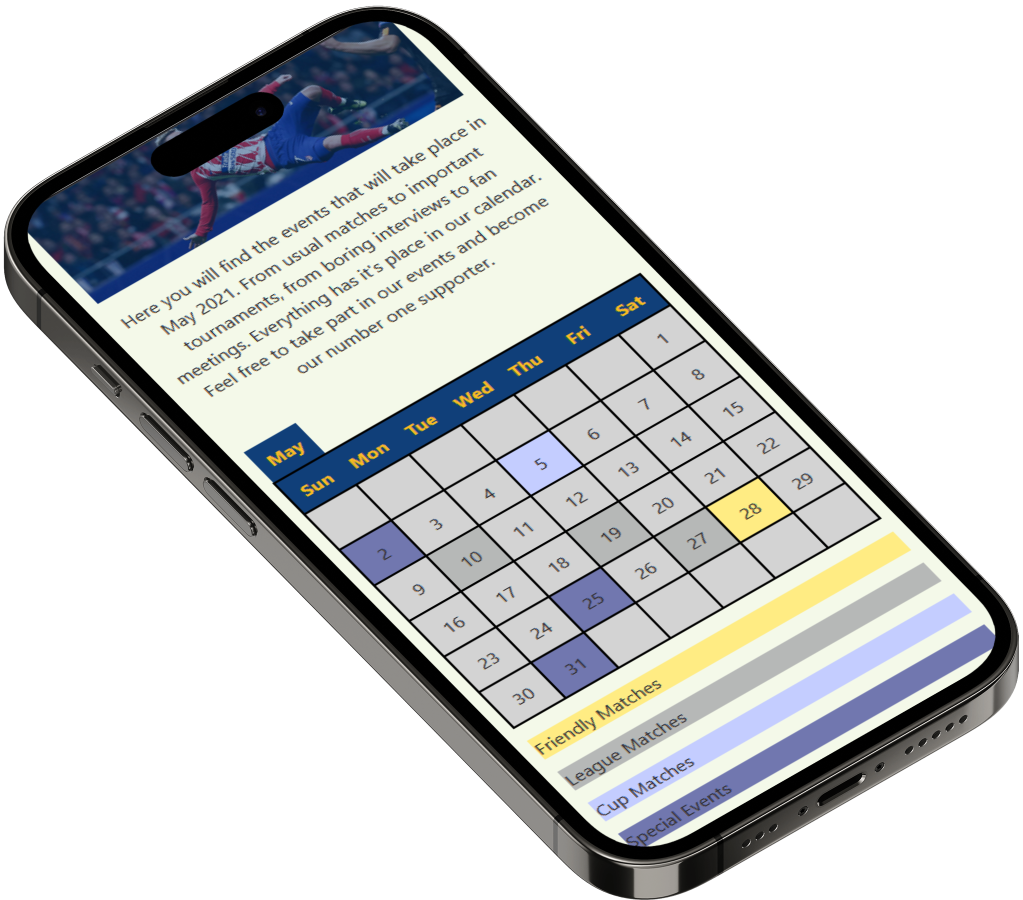 Here you will find the events that will take place in
May 2021. From usual matches to important
tournaments, from boring interviews to fan
meetings. Everything has it's place in our calendar.
Feel free to take part in our events and become
our number one supporter.
May
Sun Mon Tue Wed Thu Fri Sat
1
2 3 4 5 6 7 8
9 10 11 12 13 14 15
16 17 18 19 20 21 22
23 24 25 26 27 28 29
30 31
Friendly Matches
League Matches
Cup Matches
Special Events